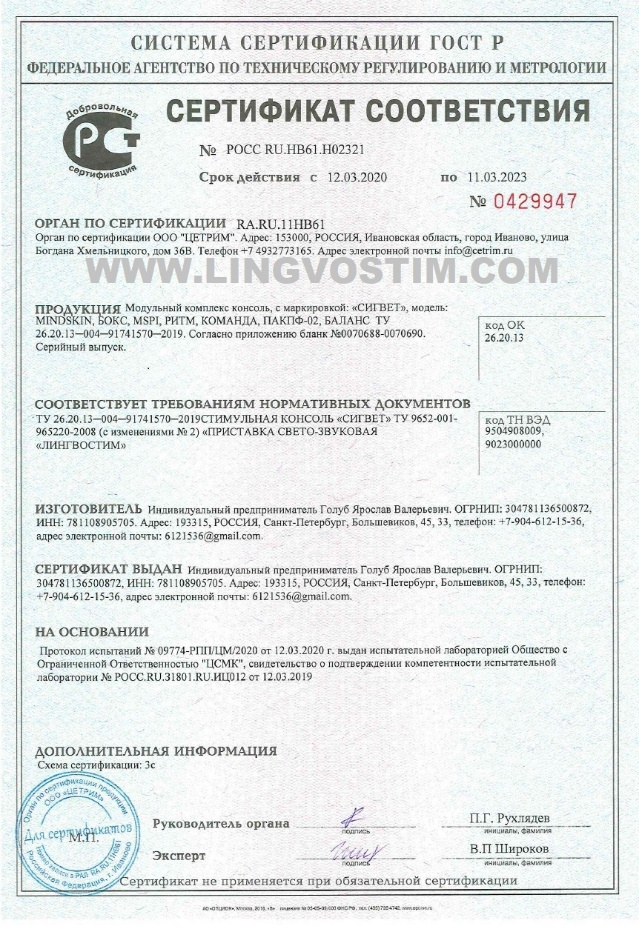 СИСТЕМА СЕРТИФИКАЦИИ ГОСТ Р
ФЕДЕРАЛЬНОЕ АГЕНТСТВО ПО ТЕХНИЧЕСКОМУ РЕГУЛИРОВАНИЮ И МЕТРОЛОГИИ
Добровольная
сертификация
СЕРТИФИКАТ СООТВЕТСТВИЯ
№ РОСС RU.НВ61.Н02321
Срок действия с 12.03.2020 по 11.03.2023
№ 0429947
ОРГАН ПО СЕРТИФИКАЦИИ RA.RU.11НВ61
Орган по сертификации ООО "ЦЕТРИМ". Адрес: 153000, РОССИЯ, Ивановская область, город Иваново, улица
Богдана Хмельницкого, дом 36В. Телефон +7 4932773165. Адрес электронной почты info@cetrim.ru
WWW.LINGVOSTIM.COM
ПРОДУКЦИЯ Модульный комплекс консоль, с маркировкой: «СИГВЕТ», модель:
MINDSKIN, БОКС, MSPI, РИТМ, КОМАНДА, ПАКПФ-02, БАЛАНС ТУ
26.20.13—004—91741570—2019. Согласно приложению бланк №0070688-0070690.
Серийный выпуск.
код ОК
26.20.13
СООТВЕТСТВУЕТ ТРЕБОВАНИЯМ НОРМАТИВНЫХ ДОКУМЕНТОВ
ТУ 26.20.13—004—91741570—2019СТИМУЛЬНАЯ КОНСОЛЬ «СИГВЕТ» ТУ 9652-001-
965220-2008 (с изменениями № 2) «ПРИСТАВКА СВЕТО-ЗВУКОВАЯ
«ЛИНГВОСТИМ»
код ТН ВЭД
9504908009,
9023000000
ИЗГОТОВИТЕЛЬ Индивидуальный предприниматель Голуб Ярослав Валерьевич. ОГРНИП: 304781136500872,
ИНН: 781108905705. Адрес: 193315, РОССИЯ, Санкт-Петербург, Большевиков, 45, 33, телефон: +7-904-612-15-36,
адрес электронной почты: 6121536@gmail.com.
СЕРТИФИКАТ ВЫДАН Индивидуальный предприниматель Голуб Ярослав Валерьевич. ОГРНИП:
304781136500872, ИНН: 781108905705. Адрес: 193315, РОССИЯ, Санкт-Петербург, Большевиков, 45, 33, телефон:
+7-904-612-15-36, адрес электронной почты: 6121536@gmail.com.
НА ОСНОВАНИИ
Протокол испытаний № 09774-РПП/ЦМ/2020 от 12.03.2020 г. выдан испытательной лабораторией Общество с
Ограниченной Ответственностью "ЦСМК", свидетельство о подтверждении компетентности испытательной
лаборатории № РОСС.RU.31801.RU.ИЦ012 от 12.03.2019
ДОПОЛНИТЕЛЬНАЯ ИНФОРМАЦИЯ
Схема сертификации: 3с
Орган по сертификации продукции
ООО «ЦЕТРИМ»
Для сертификатов
М.П.
Российская Федерация, г. Иваново
Руководитель органа
подпись
П.Г. Рухлядев
инициалы, фамилия
Эксперт
подпись
В.П Широков
инициалы, фамилия
Сертификат не применяется при обязательной сертификации